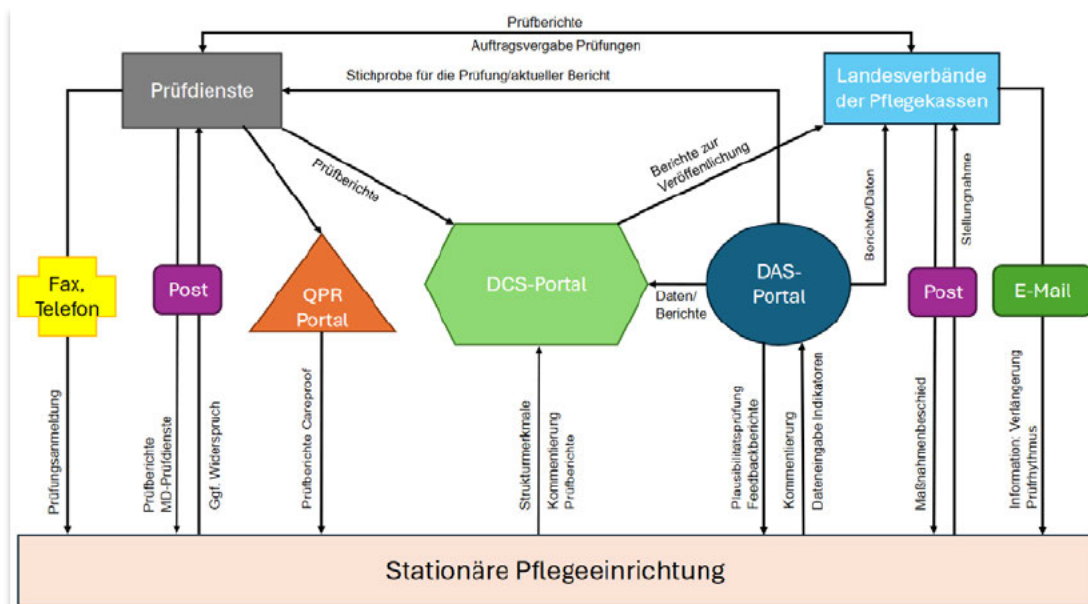 Prüfberichte
Auftragsvergabe Prüfungen
Stichprobe für die Prüfung/aktueller Bericht
Prüfdienste
Landesverbände
der Pflegekassen
Prüfberichte
Berichte zur
Veröffentlichung
Berichte/Daten
Stellungnahme
Fax,
Telefon
Post
QPR
Portal
DCS-Portal
DAS-
Portal
Daten/
Berichte
Post
E-Mail
Prüfungsanmeldung
Prüfberichte
MD-Prüfdienste
Ggf. Widerspruch
Prüfberichte Careproof
Strukturmerkmale
Kommentierung
Prüfberichte
Plausibilitätsprüfung
Feedbackberichte
Kommentierung
Dateneingabe Indikatoren
Maßnahmenbescheid
Information: Verlängerung
Prüfrhythmus
Stationäre Pflegeeinrichtung